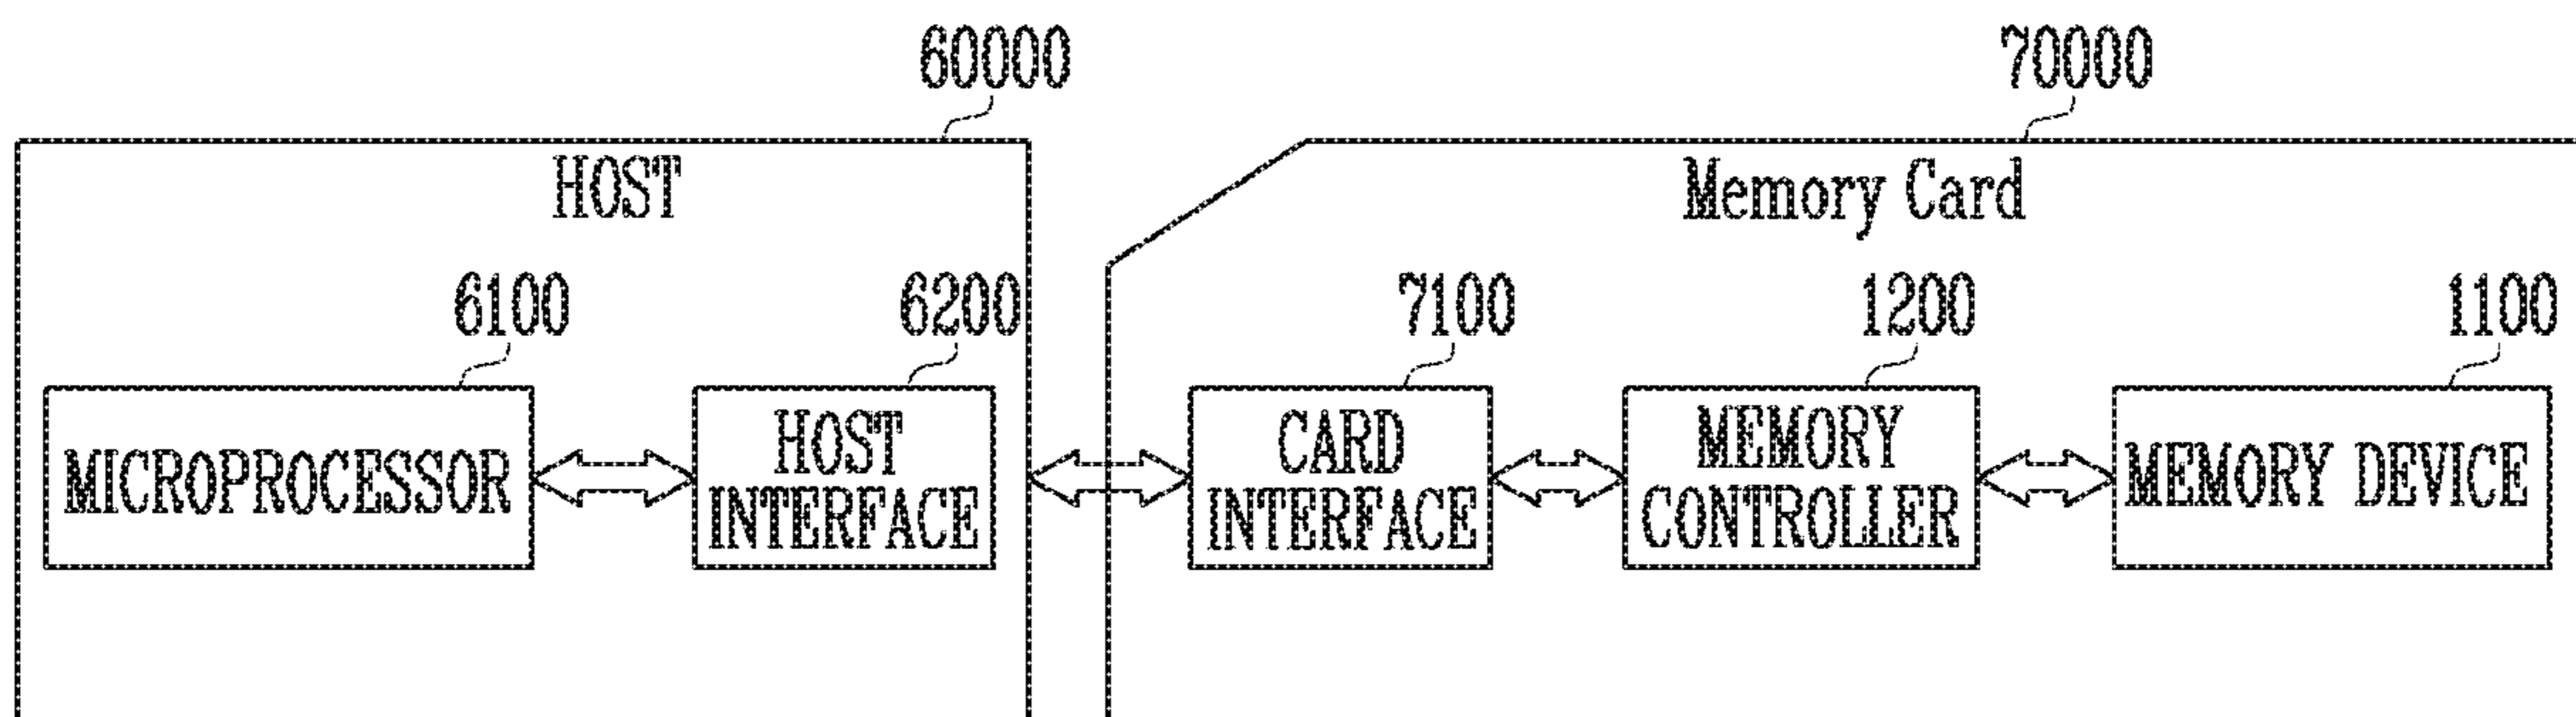 60000
70000
HOST
Memory Card
6100
6200
7100
1200
1100
MICROPROCESSOR
HOST
INTERFACE
CARD
INTERFACE
MEMORY
CONTROLLER
MEMORY DEVICE